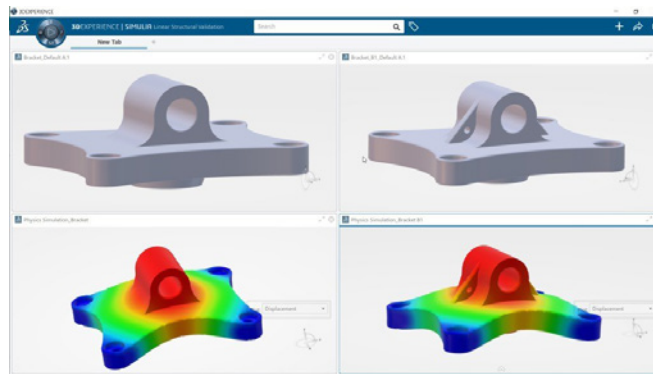 3DEXPERIENCE
3DEXPERIENCE | SIMULIA Linear Structural Validation
Search
New Tab
Bracket_Default A.1
Bracket_B1_Default A.1
Physics Simulation_Bracket
Physics Simulation_Bracket B1
Displacement
Displacement